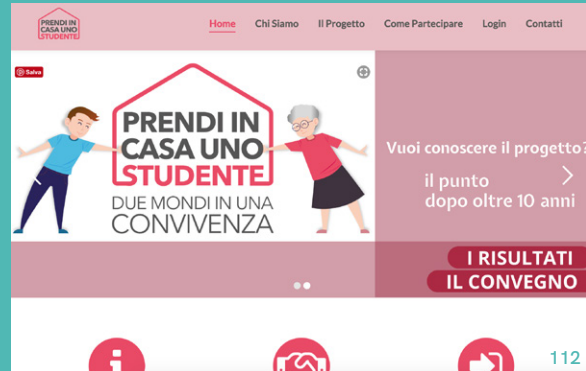 PRENDI IN
CASA UNO
STUDENTE
Home Chi Siamo Il Progetto Come Partecipare Login Contatti
Salva
PRENDI IN
CASA UNO
STUDENTE
DUE MONDI IN UNA
CONVIVENZA
Vuoi conoscere il progetto?
il punto
dopo oltre 10 anni
I RISULTATI
IL CONVEGNO
112